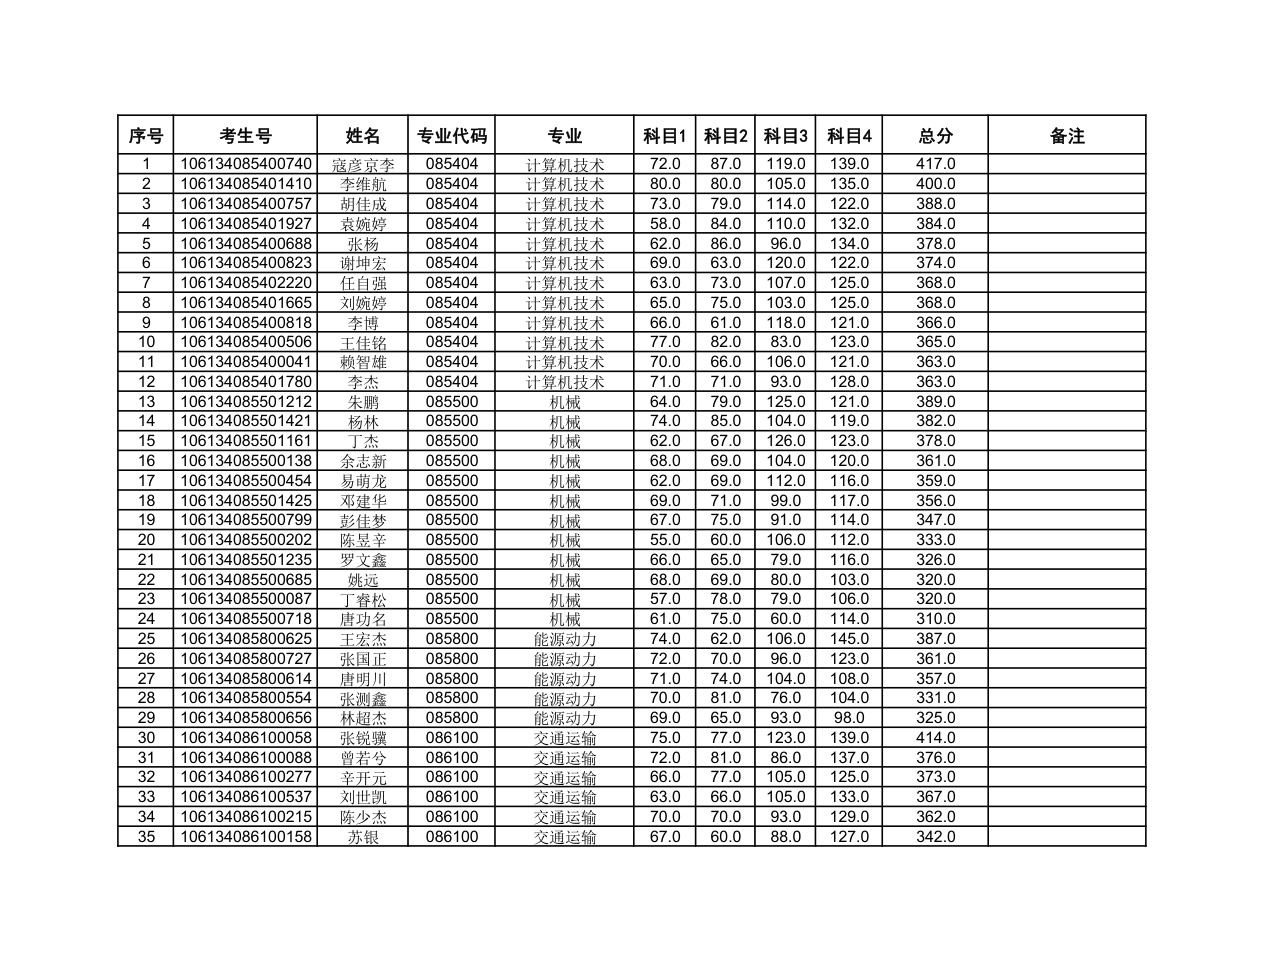 序号 考生号 姓名 专业代码 专业 科目1 科目2 科目3 科目4 总分 备注
1 106134085400740 寇彦京李 085404 计算机技术 72.0 87.0 119.0 139.0 417.0
2 106134085401410 李维航 085404 计算机技术 80.0 80.0 105.0 135.0 400.0
3 106134085400757 胡佳成 085404 计算机技术 73.0 79.0 114.0 122.0 388.0
4 106134085401927 袁婉婷 085404 计算机技术 58.0 84.0 110.0 132.0 384.0
5 106134085400688 张杨 085404 计算机技术 62.0 86.0 96.0 134.0 378.0
6 106134085400823 谢坤宏 085404 计算机技术 69.0 63.0 120.0 122.0 374.0
7 106134085402220 任自强 085404 计算机技术 63.0 73.0 107.0 125.0 368.0
8 106134085401665 刘婉婷 085404 计算机技术 65.0 75.0 103.0 125.0 368.0
9 106134085400818 李博 085404 计算机技术 66.0 61.0 118.0 121.0 366.0
10 106134085400506 王佳铭 085404 计算机技术 77.0 82.0 83.0 123.0 365.0
11 106134085400041 赖智雄 085404 计算机技术 70.0 66.0 106.0 121.0 363.0
12 106134085401780 李杰 085404 计算机技术 71.0 71.0 93.0 128.0 363.0
13 106134085501212 朱鹏 085500 机械 64.0 79.0 125.0 121.0 389.0
14 106134085501421 杨林 085500 机械 74.0 85.0 104.0 119.0 382.0
15 106134085501161 丁杰 085500 机械 62.0 67.0 126.0 123.0 378.0
16 106134085500138 余志新 085500 机械 68.0 69.0 104.0 120.0 361.0
17 106134085500454 易萌龙 085500 机械 62.0 69.0 112.0 116.0 359.0
18 106134085501425 邓建华 085500 机械 69.0 71.0 99.0 117.0 356.0
19 106134085500799 彭佳梦 085500 机械 67.0 75.0 91.0 114.0 347.0
20 106134085500202 陈昱辛 085500 机械 55.0 60.0 106.0 112.0 333.0
21 106134085501235 罗文鑫 085500 机械 66.0 65.0 79.0 116.0 326.0
22 106134085500685 姚远 085500 机械 68.0 69.0 80.0 103.0 320.0
23 106134085500087 丁睿松 085500 机械 57.0 78.0 79.0 106.0 320.0
24 106134085500718 唐功名 085500 机械 61.0 75.0 60.0 114.0 310.0
25 106134085800625 王宏杰 085800 能源动力 74.0 62.0 106.0 145.0 387.0
26 106134085800727 张国正 085800 能源动力 72.0 70.0 96.0 123.0 361.0
27 106134085800614 唐明川 085800 能源动力 71.0 74.0 104.0 108.0 357.0
28 106134085800554 张测鑫 085800 能源动力 70.0 81.0 76.0 104.0 331.0
29 106134085800656 林超杰 085800 能源动力 69.0 65.0 93.0 98.0 325.0
30 106134086100058 张锐骥 086100 交通运输 75.0 77.0 123.0 139.0 414.0
31 106134086100088 曾若兮 086100 交通运输 72.0 81.0 86.0 137.0 376.0
32 106134086100277 辛开元 086100 交通运输 66.0 77.0 105.0 125.0 373.0
33 106134086100537 刘世凯 086100 交通运输 63.0 66.0 105.0 133.0 367.0
34 106134086100215 陈少杰 086100 交通运输 70.0 70.0 93.0 129.0 362.0
35 106134086100158 苏银 086100 交通运输 67.0 60.0 88.0 127.0 342.0